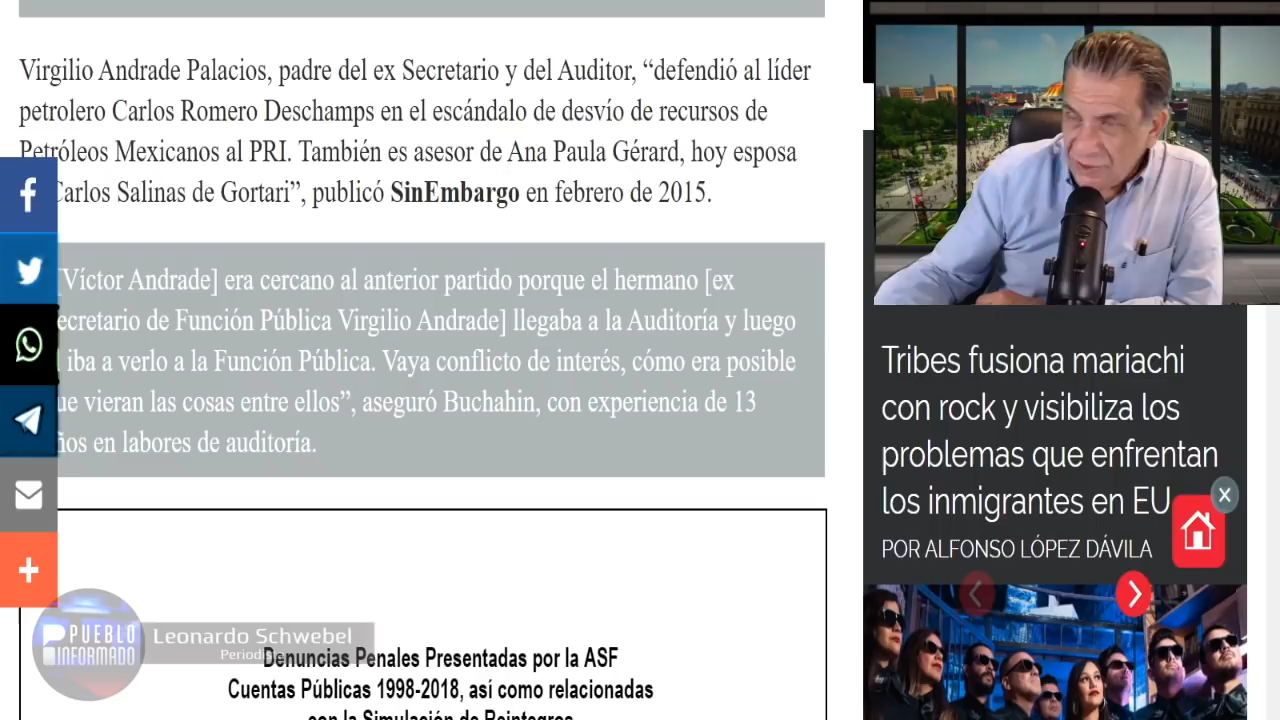 Virgilio Andrade Palacios, padre del ex Secretario y del Auditor, “defendió al líder
petrolero Carlos Romero Deschamps en el escándalo de desvío de recursos de
Petróleos Mexicanos al PRI. También es asesor de Ana Paula Gérard, hoy esposa
Carlos Salinas de Gortari”, publicó SinEmbargo en febrero de 2015.
[Víctor Andrade] era cercano al anterior partido porque el hermano [ex
ecretario de Función Pública Virgilio Andrade] llegaba a la Auditoría y luego
iba a verlo a la Función Pública. Vaya conflicto de interés, cómo era posible
ue vieran las cosas entre ellos”, aseguró Buchahin, con experiencia de 13
ños en labores de auditoría.
PUEBLO
INFORMADO
Leonardo Schwebel
Periodista
Denuncias Penales Presentadas por la ASF
Cuentas Públicas 1998-2018, así como relacionadas
con la Simulación de Reintegros
Tribes fusiona mariachi
con rock y visibiliza los
problemas que enfrentan
los inmigrantes en EU
POR ALFONSO LÓPEZ DÁVILA